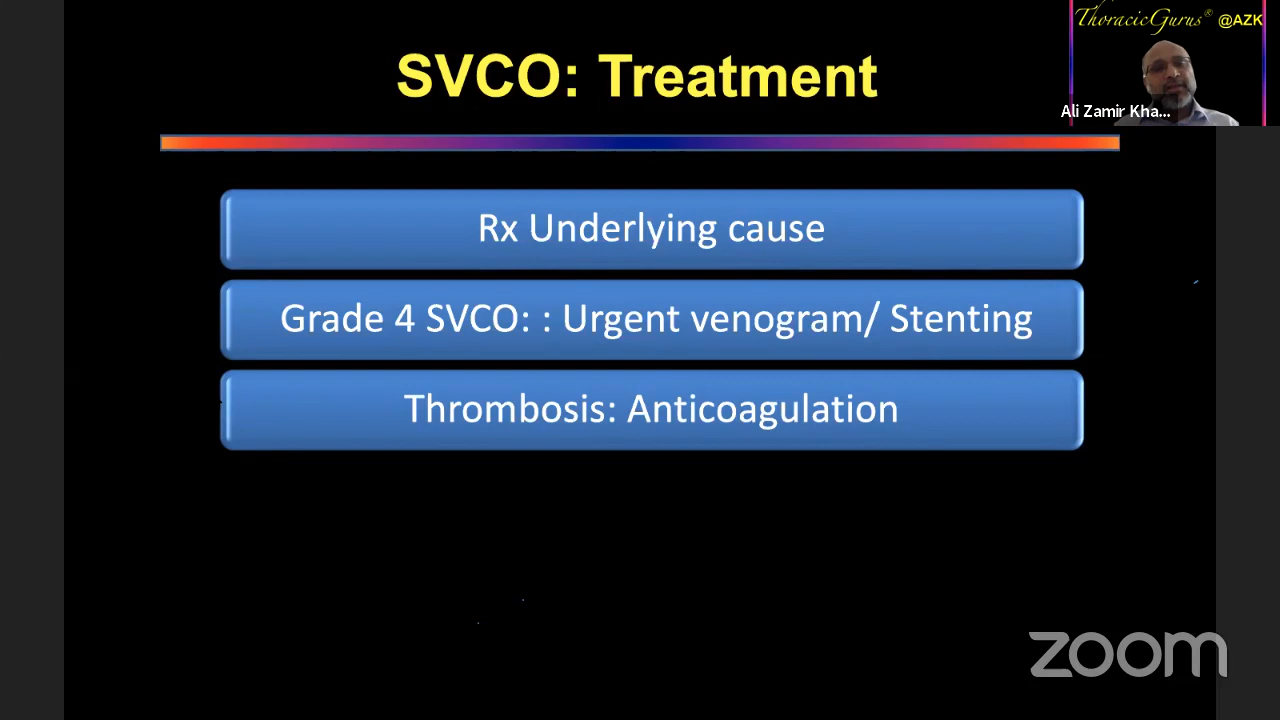 ThoracicGurus® @AZK
SVCO: Treatment
Ali Zamir Kha...
Rx Underlying cause
Grade 4 SVCO: : Urgent venogram/ Stenting
Thrombosis: Anticoagulation
zoom